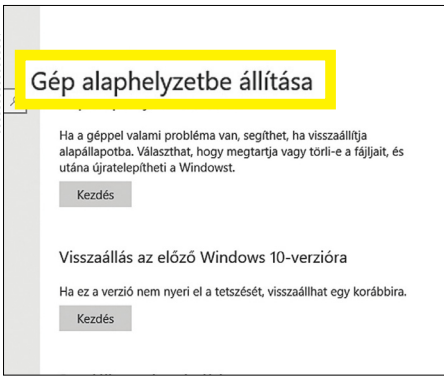 Gép alaphelyzetbe állítása
Ha a géppel valami probléma van, segíthet, ha visszaállítja
alapállapotba. Választhat, hogy megtartja vagy törli-e a fájljait, és
utána újratelepítheti a Windowst.
Kezdés
Visszaállás az előző Windows 10-verzióra
Ha ez a verzió nem nyeri el a tetszését, visszaállhat egy korábbira.
Kezdés